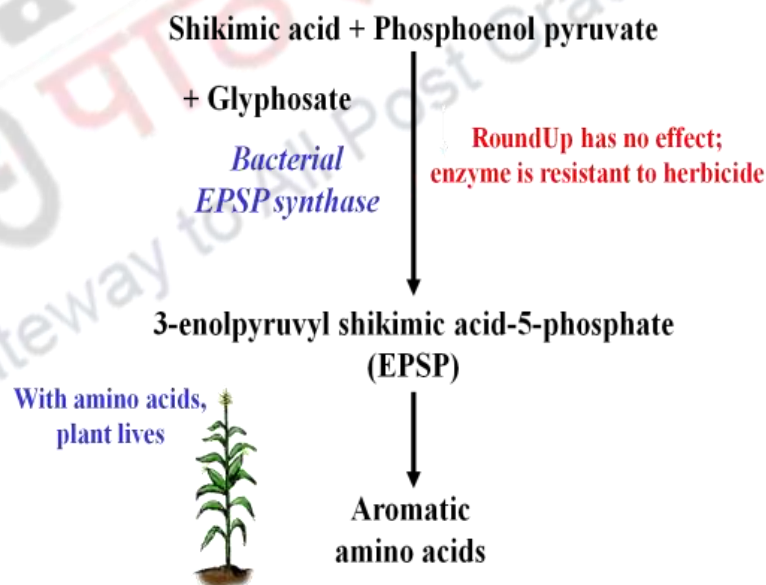 Shikimic acid + Phosphoenol pyruvate
+ Glyphosate
Bacterial
EPSP synthase
RoundUp has no effect;
enzyme is resistant to herbicide
3-enolpyruvyl shikimic acid-5-phosphate
(EPSP)
With amino acids,
plant lives
Aromatic
amino acids